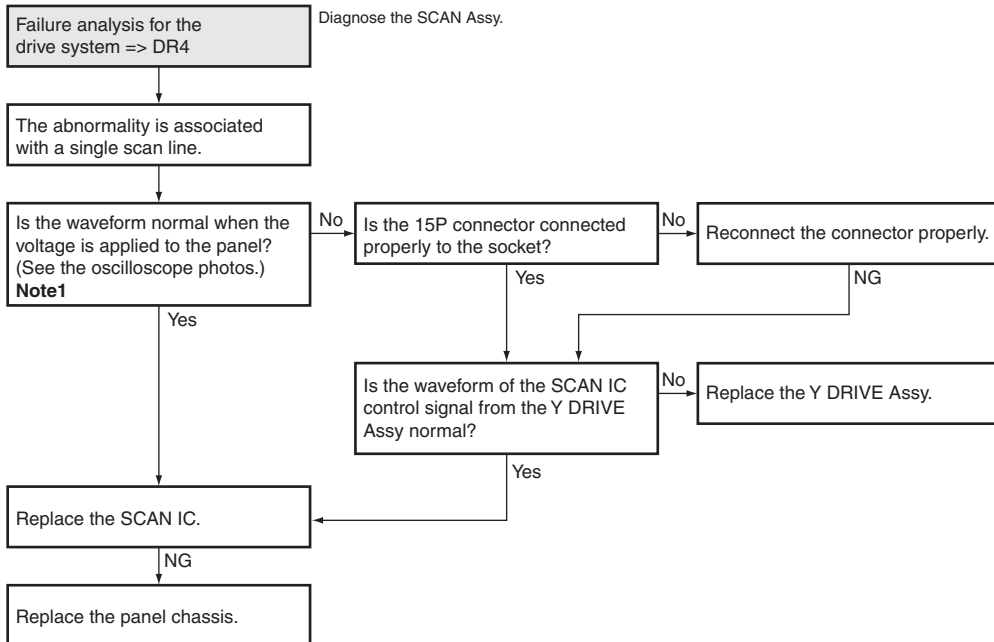 Failure analysis for the
drive system => DR4
Diagnose the SCAN Assy.
The abnormality is associated
with a single scan line.
Is the waveform normal when the
voltage is applied to the panel?
(See the oscilloscope photos.)
Note1
No
Is the 15P connector connected
properly to the socket?
No
Reconnect the connector properly.
Yes
Yes
NG
Is the waveform of the SCAN IC
control signal from the Y DRIVE
Assy normal?
No
Replace the Y DRIVE Assy.
Yes
Replace the SCAN IC.
NG
Replace the panel chassis.